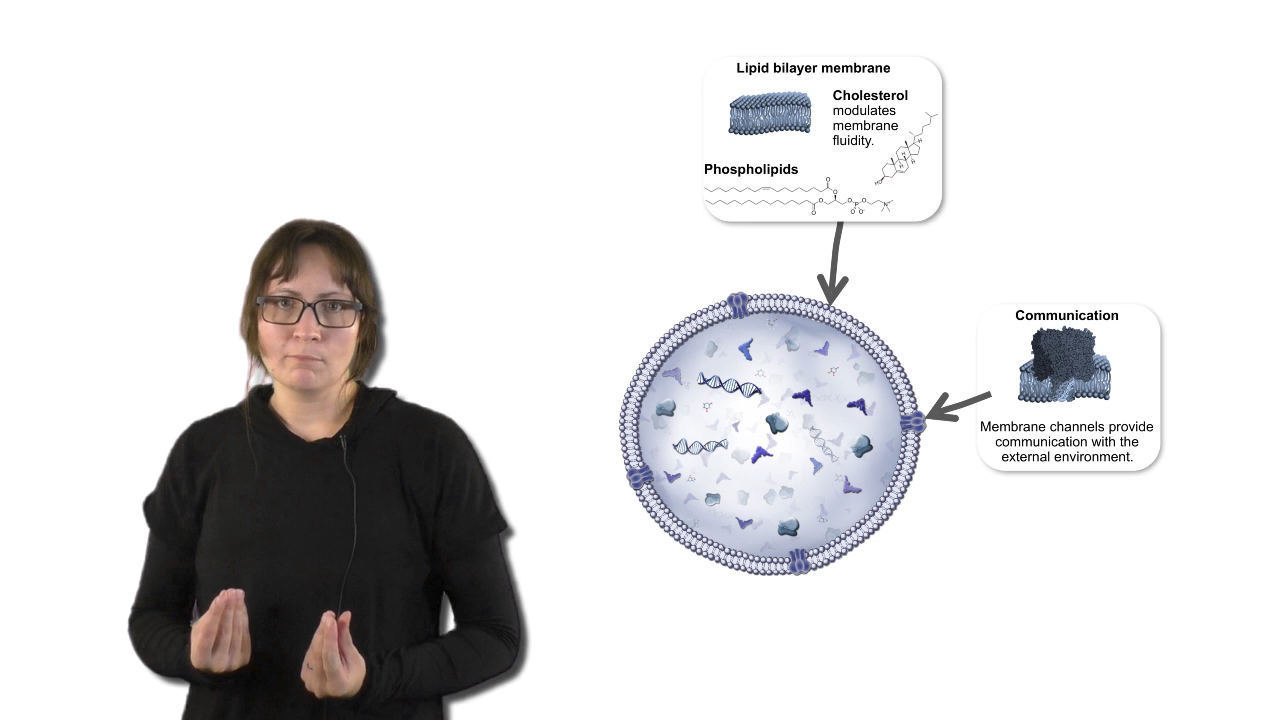 Lipid bilayer membrane
Cholesterol
modulates
membrane
fluidity.
Phospholipids
Communication
Membrane channels provide
communication with the
external environment.